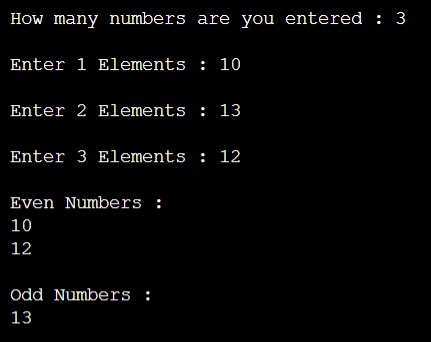 How many numbers are you entered : 3
Enter 1 Elements : 10
Enter 2 Elements : 13
Enter 3 Elements : 12
Even Numbers :
10
12
Odd Numbers :
13